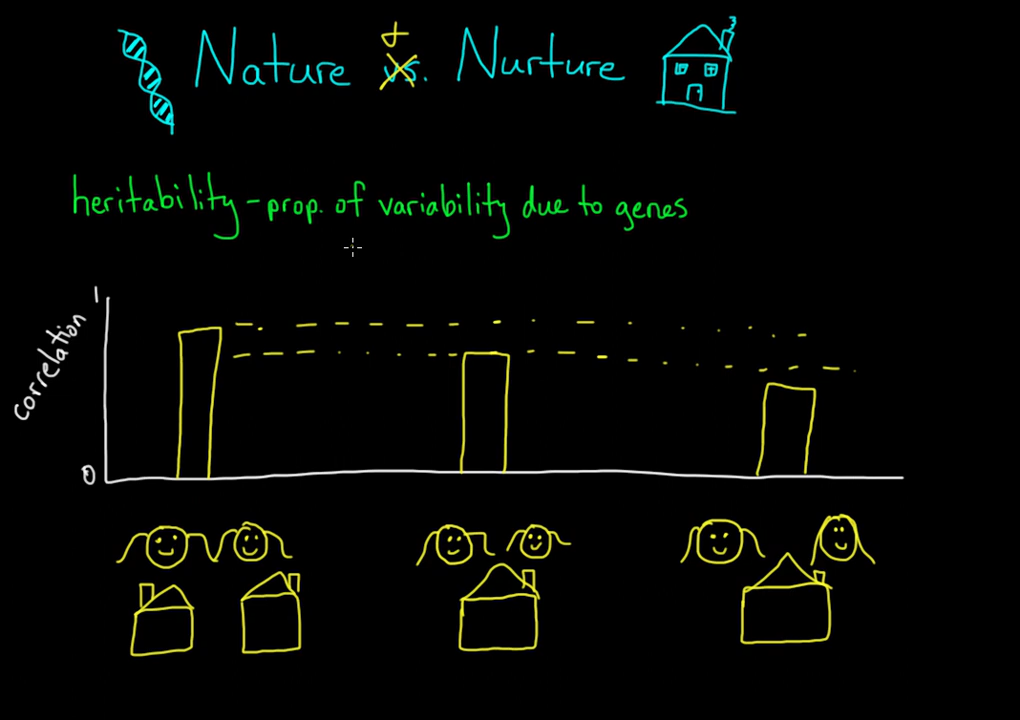 Nature vs. & Nurture
heritability - prop. of variability due to genes
1
correlation
0